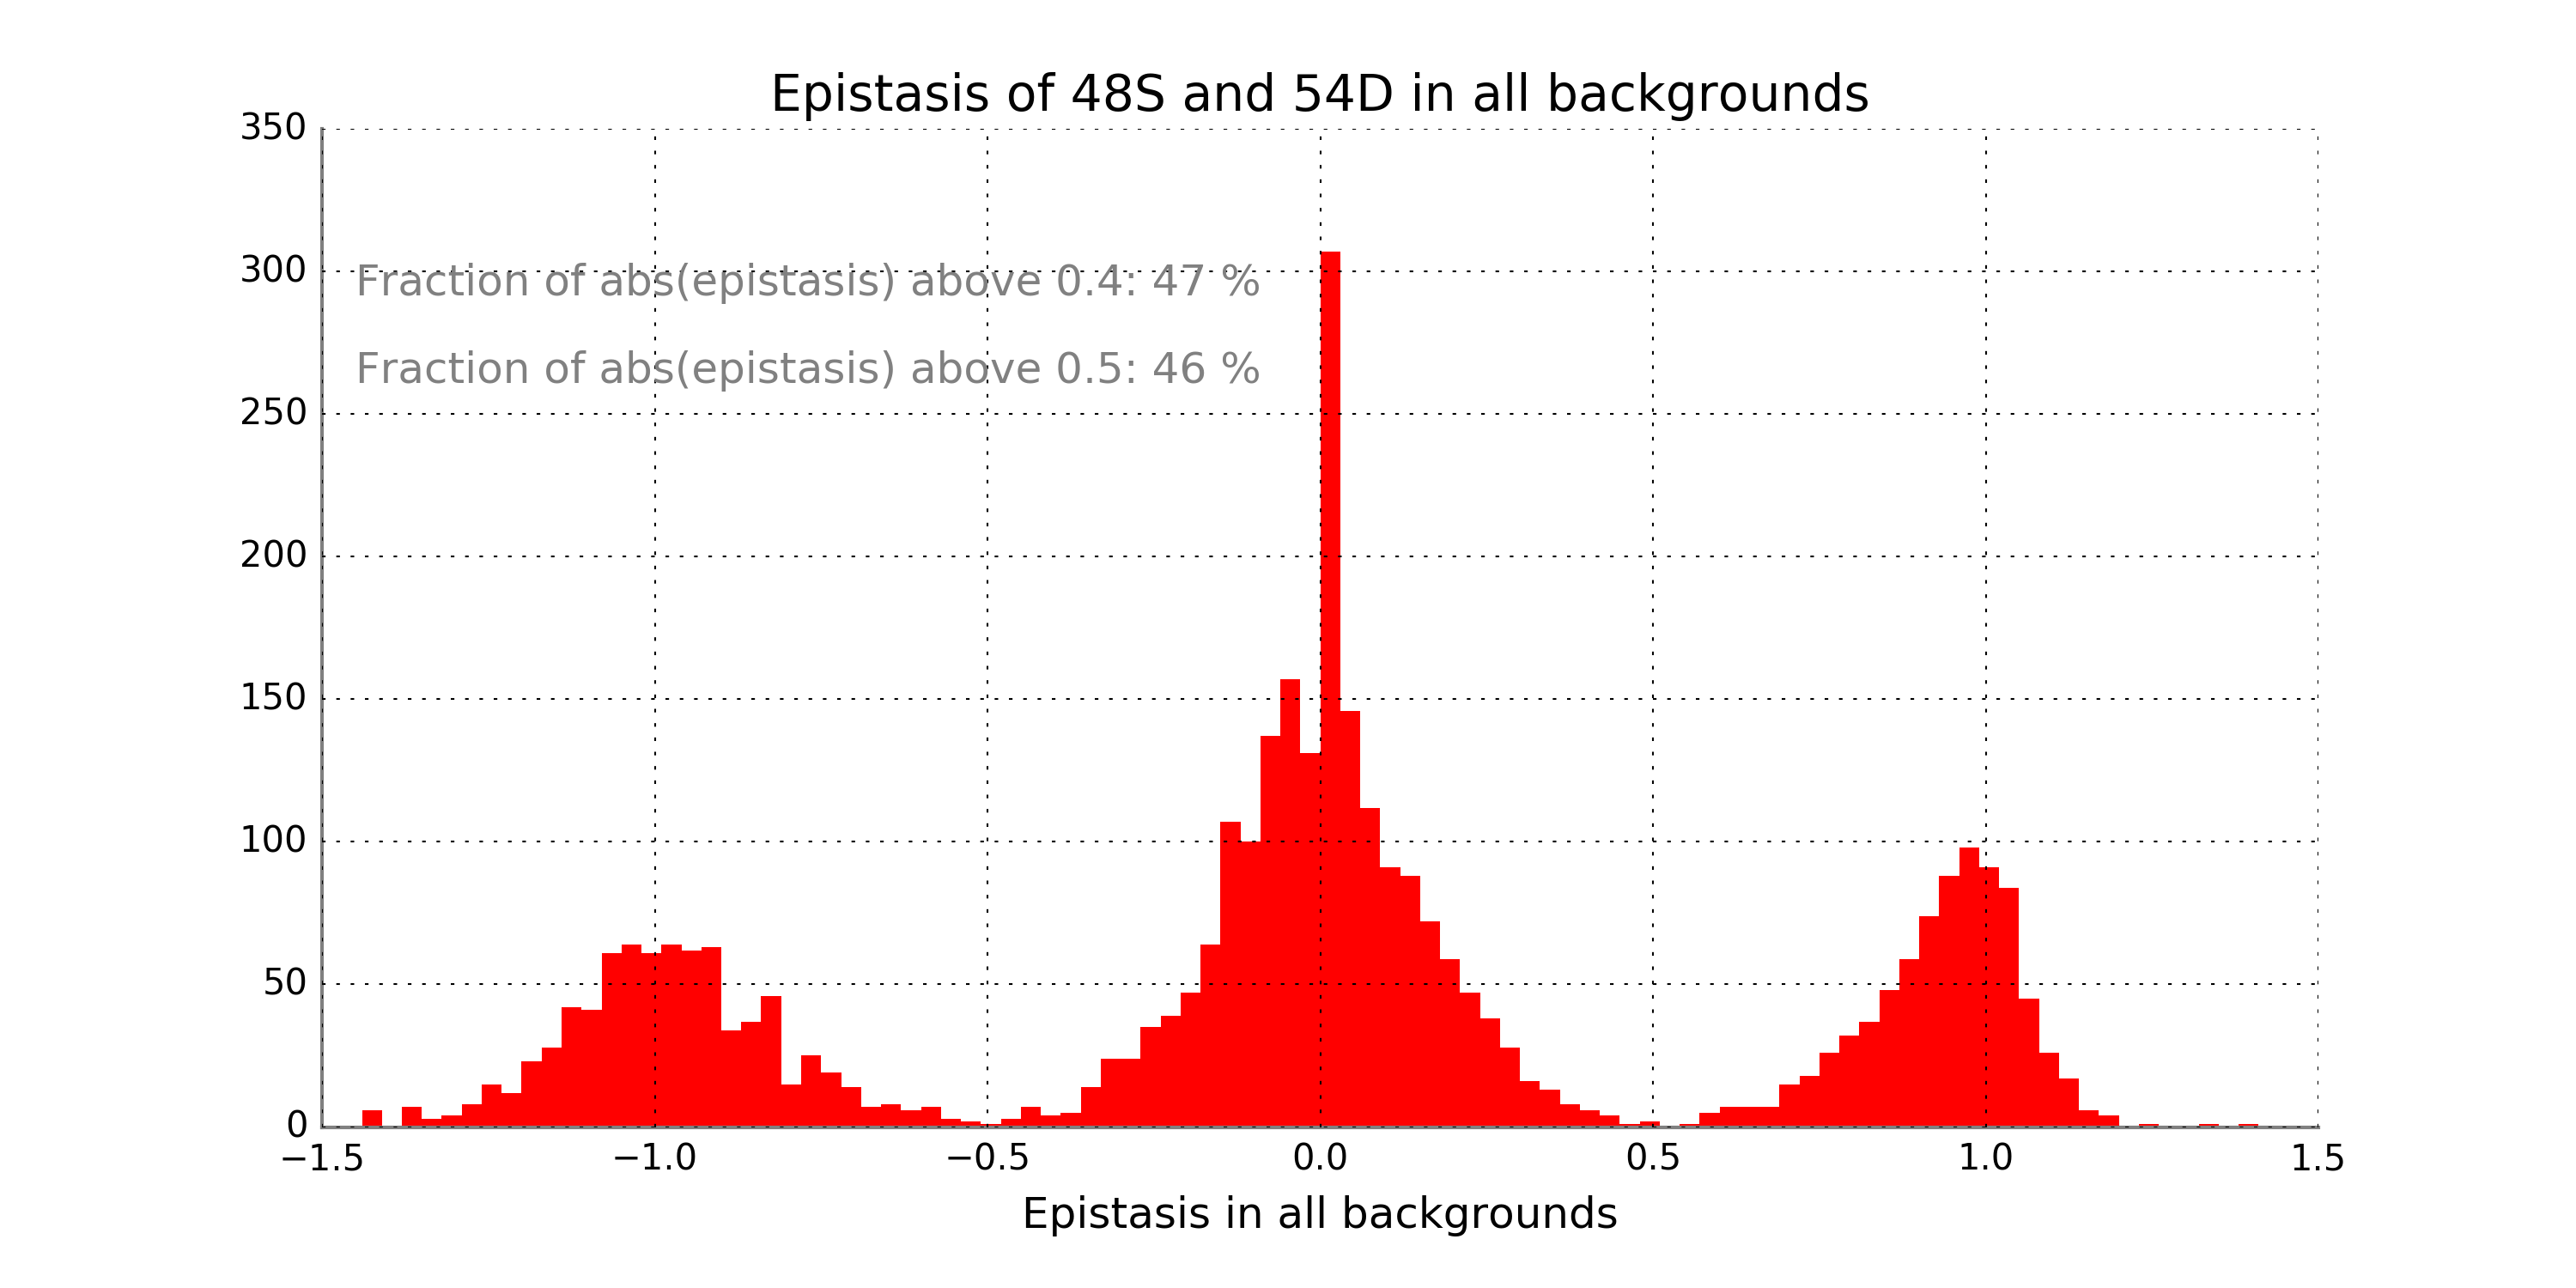 Epistasis of 48S and 54D in all backgrounds
350
300
Fraction of abs(epistasis) above 0.4: 47 %
Fraction of abs(epistasis) above 0.5: 46 %
250
200
150
100
50
0
−1.5 −1.0 −0.5 0.0 0.5 1.0 1.5
Epistasis in all backgrounds